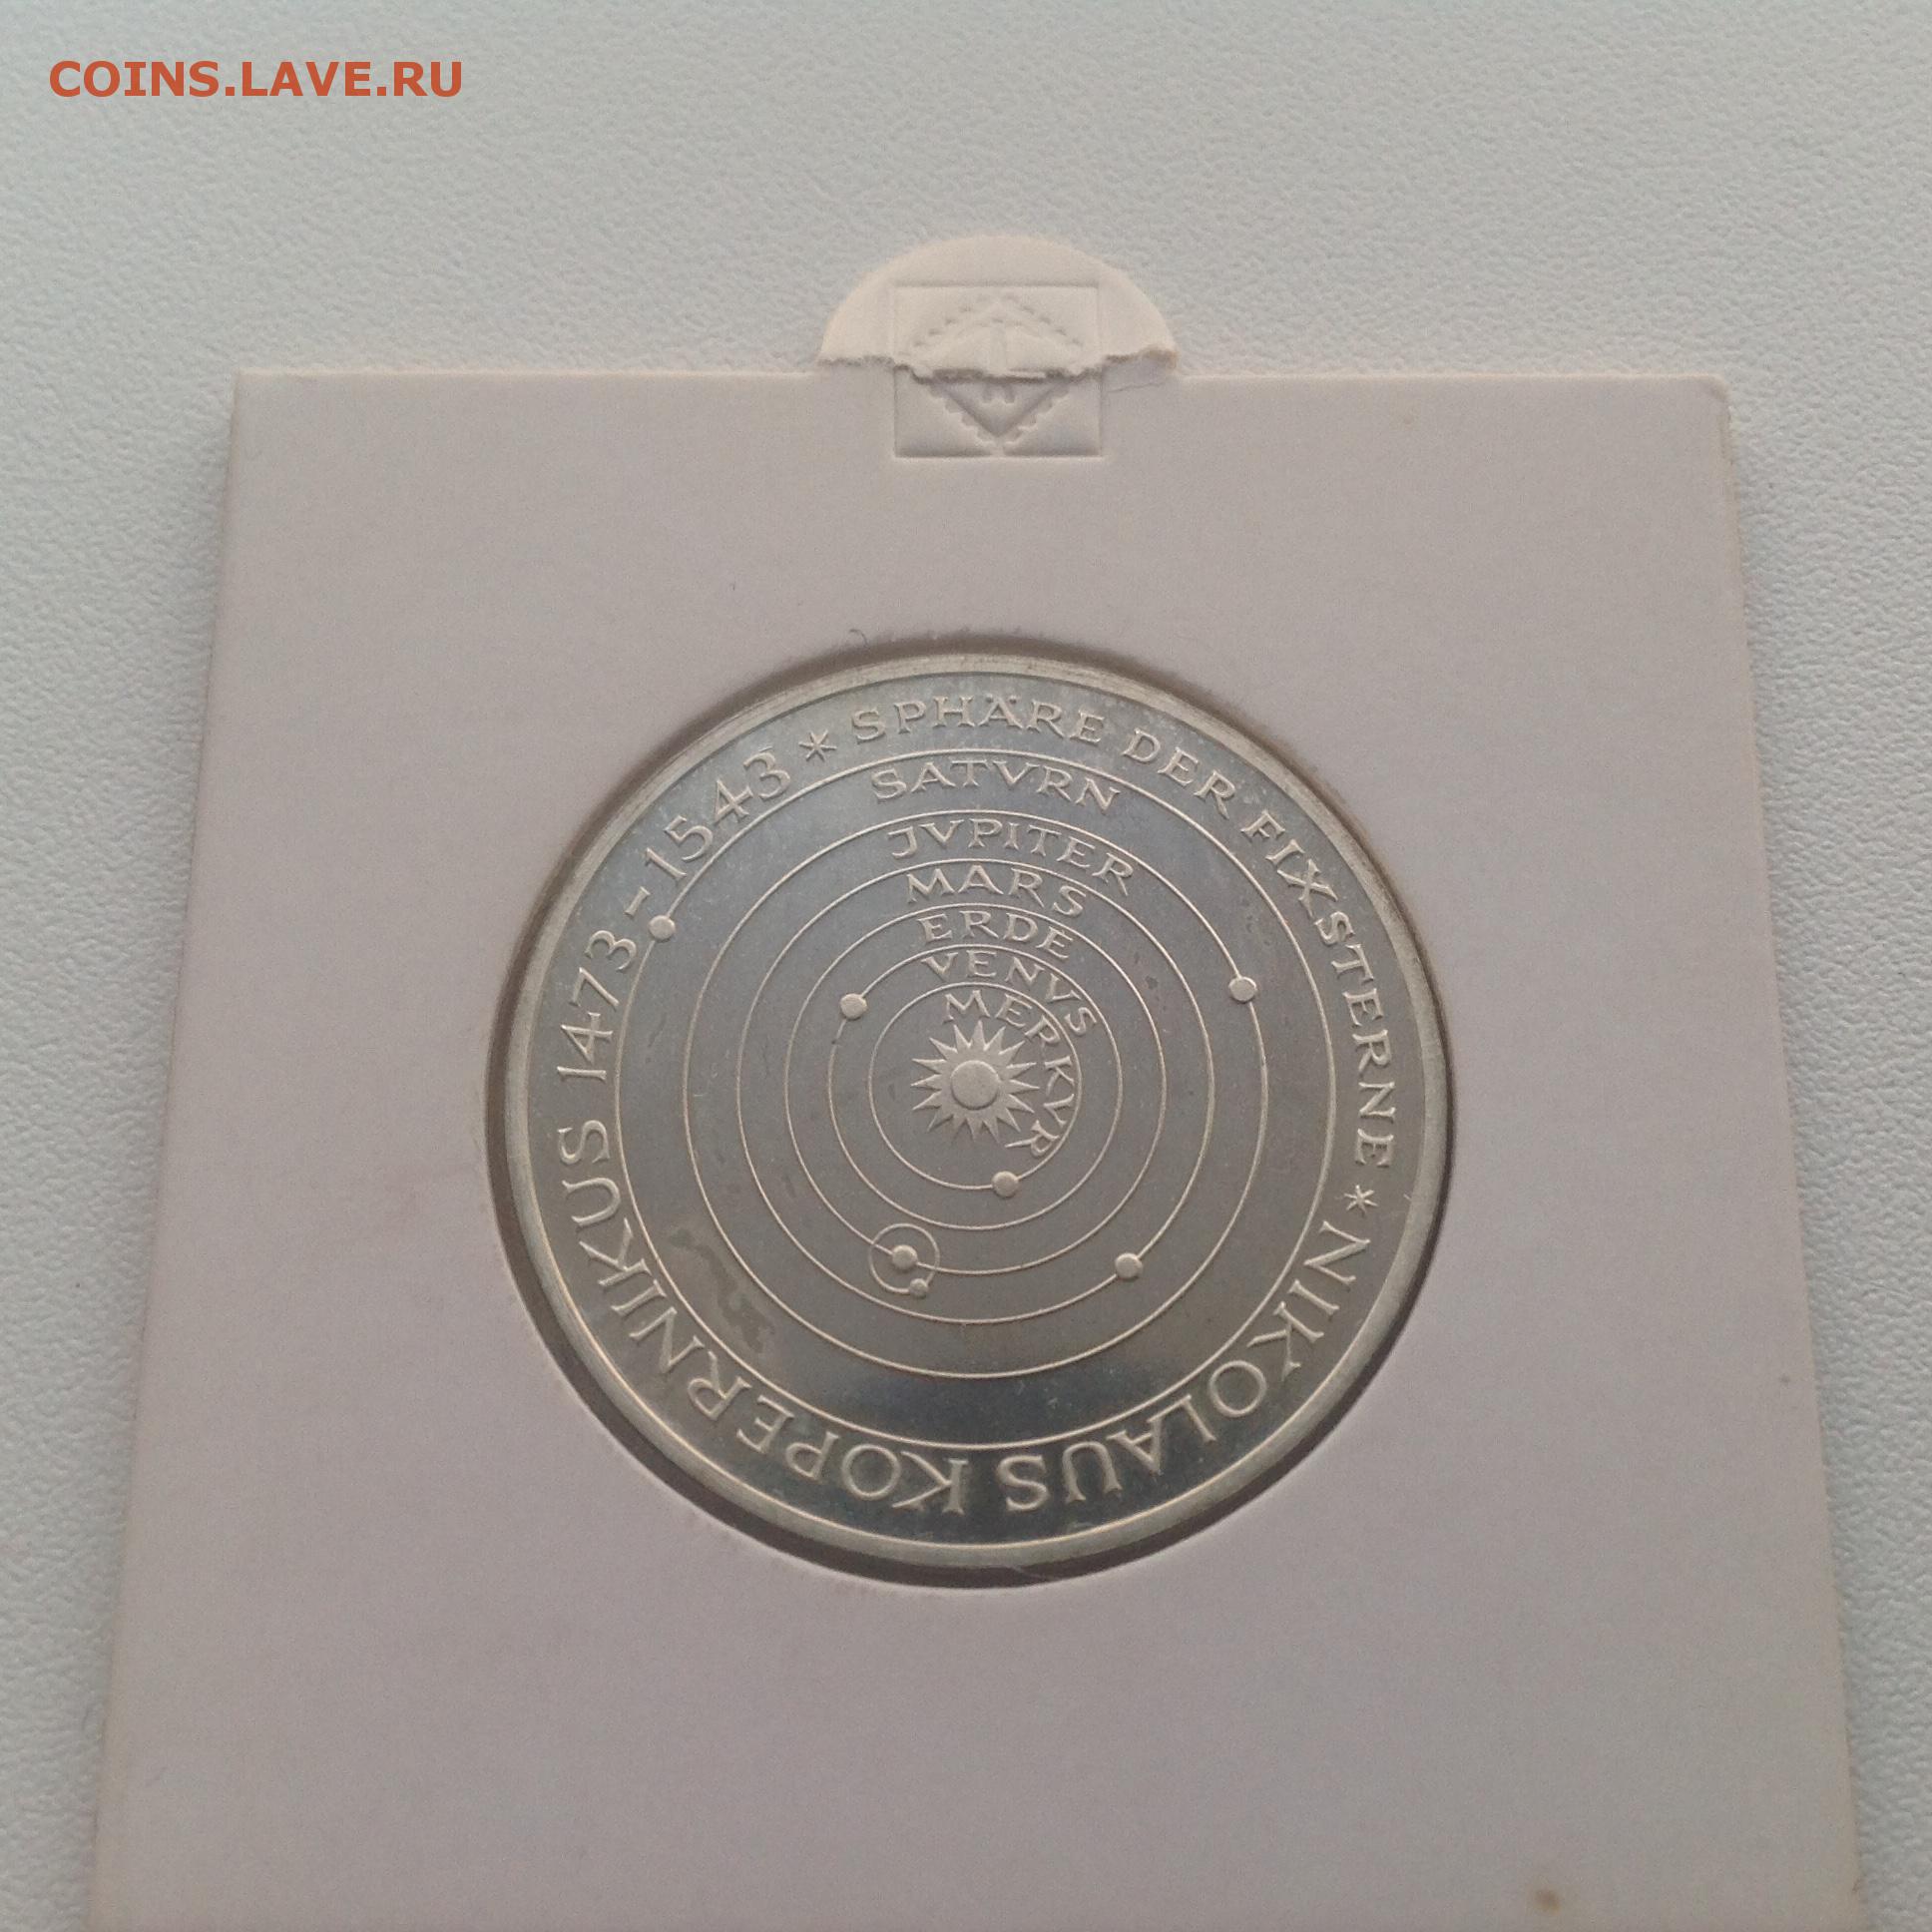 COINS.LAVE.RU
* SPHÄRE DER FIXSTERNE *
NIKOLAUS KOPERNIKUS 1473-1543
SATVRN
JVPITER
MARS
ERDE
VENVS
MERKVR